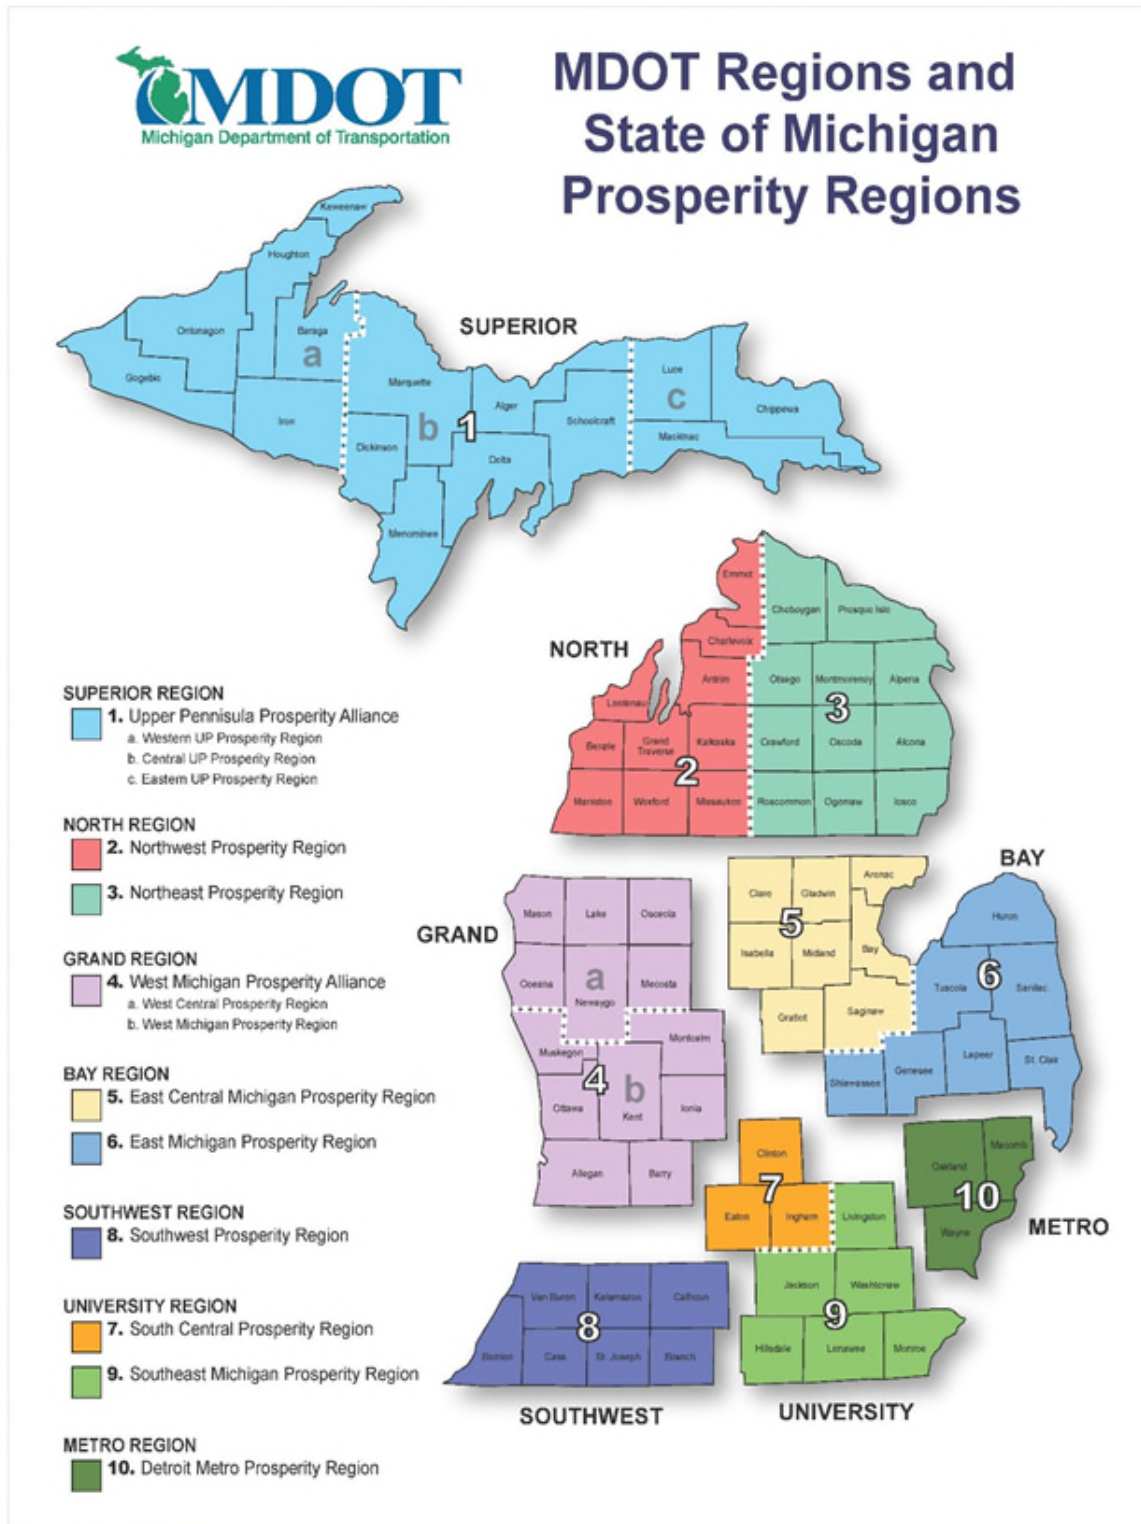 MDOT
Michigan Department of Transportation
MDOT Regions and
State of Michigan
Prosperity Regions
Keweenaw
Houghton
Ontonagon
Baraga
a
Gogebic
Iron
SUPERIOR
Marquette
b
1
Dickinson
Alger
Delta
Menominee
Schoolcraft
Luce
c
Chippewa
Mackinac
NORTH
Emmet
Charlevoix
Antrim
Leelanau
Benzie
Grand
Traverse
Kalkaska
2
Manistee
Wexford
Missaukee
Cheboygan
Presque Isle
Otsego
Montmorency
Alpena
3
Crawford
Oscoda
Alcona
Roscommon
Ogemaw
Iosco
SUPERIOR REGION
1. Upper Pennisula Prosperity Alliance
a. Western UP Prosperity Region
b. Central UP Prosperity Region
c. Eastern UP Prosperity Region
NORTH REGION
2. Northwest Prosperity Region
3. Northeast Prosperity Region
GRAND REGION
4. West Michigan Prosperity Alliance
a. West Central Prosperity Region
b. West Michigan Prosperity Region
BAY REGION
5. East Central Michigan Prosperity Region
6. East Michigan Prosperity Region
SOUTHWEST REGION
8. Southwest Prosperity Region
UNIVERSITY REGION
7. South Central Prosperity Region
9. Southeast Michigan Prosperity Region
METRO REGION
10. Detroit Metro Prosperity Region
GRAND
Mason
Lake
Osceola
Oceana
a
Newaygo
Mecosta
Muskegon
Montcalm
4
b
Ottawa
Kent
Ionia
Allegan
Barry
BAY
Clare
Gladwin
Arenac
5
Isabella
Midland
Bay
Gratiot
Saginaw
Huron
6
Tuscola
Sanilac
Shiawassee
Genesee
Lapeer
St. Clair
Clinton
7
Eaton
Ingham
Livingston
Jackson
Washtenaw
9
Hillsdale
Lenawee
Monroe
UNIVERSITY
Oakland
Macomb
10
Wayne
METRO
Van Buren
Kalamazoo
Calhoun
8
Berrien
Cass
St. Joseph
Branch
SOUTHWEST